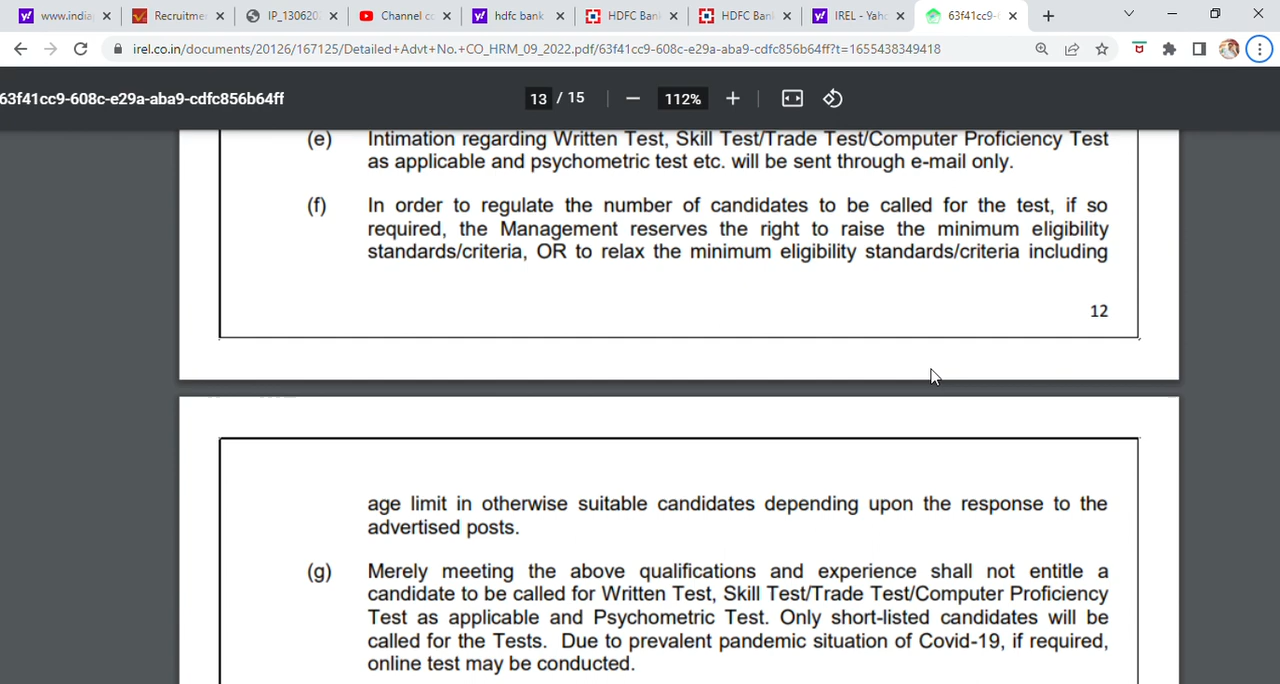 www.india
Recruitme
IP_130620
Channel co
hdfc bank
HDFC Ban
HDFC Ban
IREL - Yah
63f41cc9-
irel.co.in/documents/20126/167125/Detailed+Advt+No.+CO_HRM_09_2022.pdf/63f41cc9-608c-e29a-aba9-cdfc856b64ff?t=1655438349418
63f41cc9-608c-e29a-aba9-cdfc856b64ff
13 / 15
112%
(e) Intimation regarding Written Test, Skill Test/Trade Test/Computer Proficiency Test
as applicable and psychometric test etc. will be sent through e-mail only.
(f) In order to regulate the number of candidates to be called for the test, if so
required, the Management reserves the right to raise the minimum eligibility
standards/criteria, OR to relax the minimum eligibility standards/criteria including
12
age limit in otherwise suitable candidates depending upon the response to the
advertised posts.
(g) Merely meeting the above qualifications and experience shall not entitle a
candidate to be called for Written Test, Skill Test/Trade Test/Computer Proficiency
Test as applicable and Psychometric Test. Only short-listed candidates will be
called for the Tests. Due to prevalent pandemic situation of Covid-19, if required,
online test may be conducted.